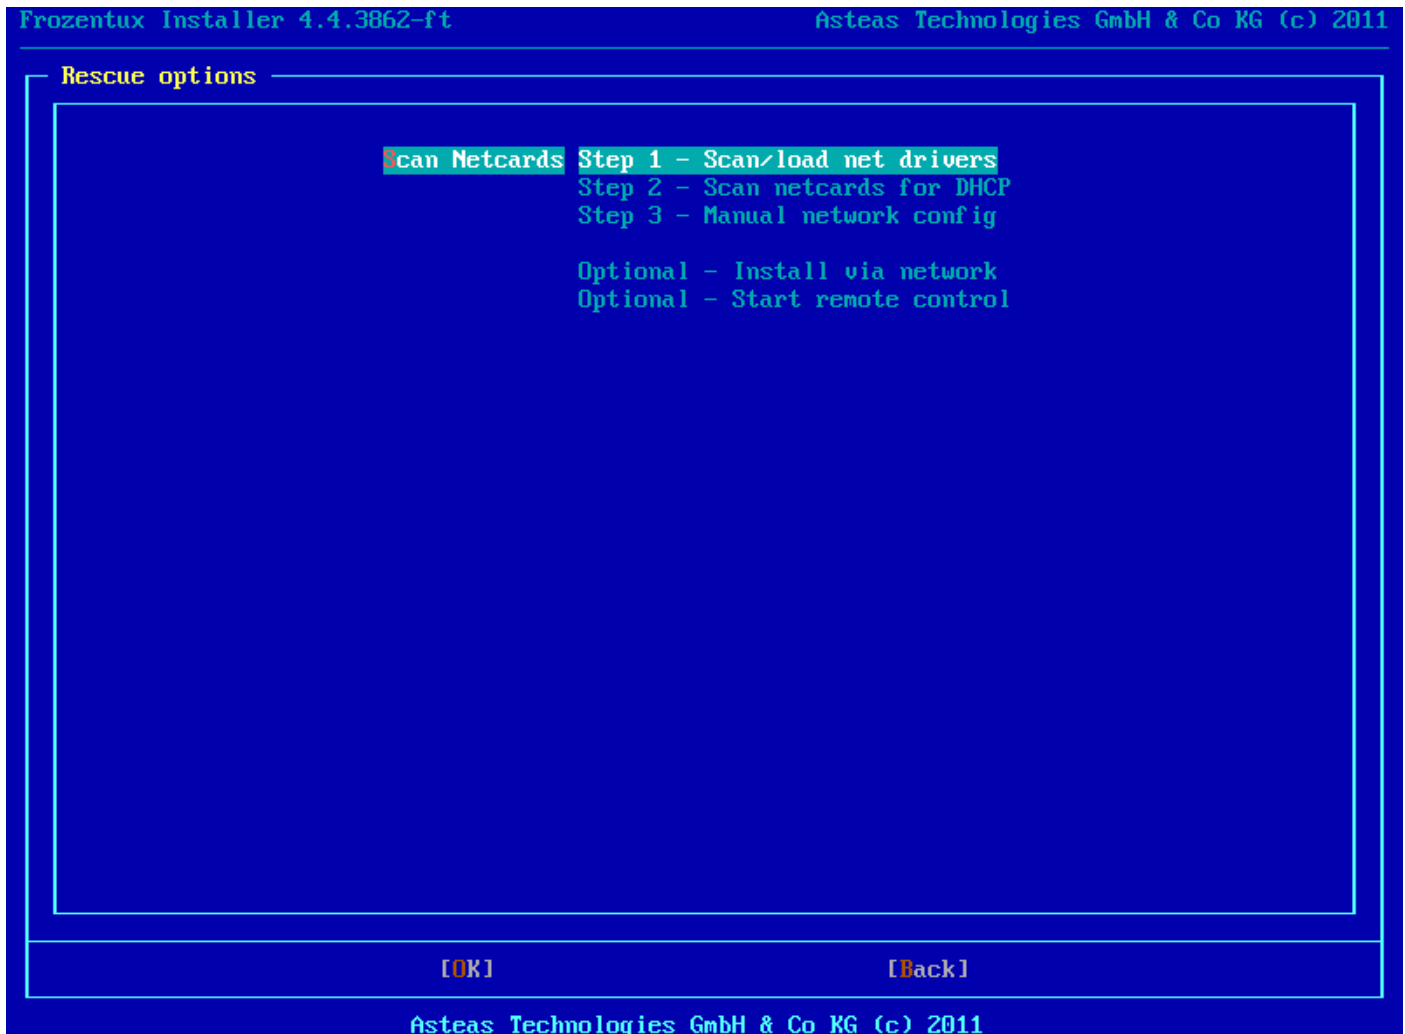 Frozentux Installer 4.4.3862-ft Asteas Technologies GmbH & Co KG (c) 2011
Rescue options
Scan Netcards Step 1 - Scan/load net drivers
Step 2 - Scan netcards for DHCP
Step 3 - Manual network config
Optional - Install via network
Optional - Start remote control
[OK] [Back]
Asteas Technologies GmbH & Co KG (c) 2011